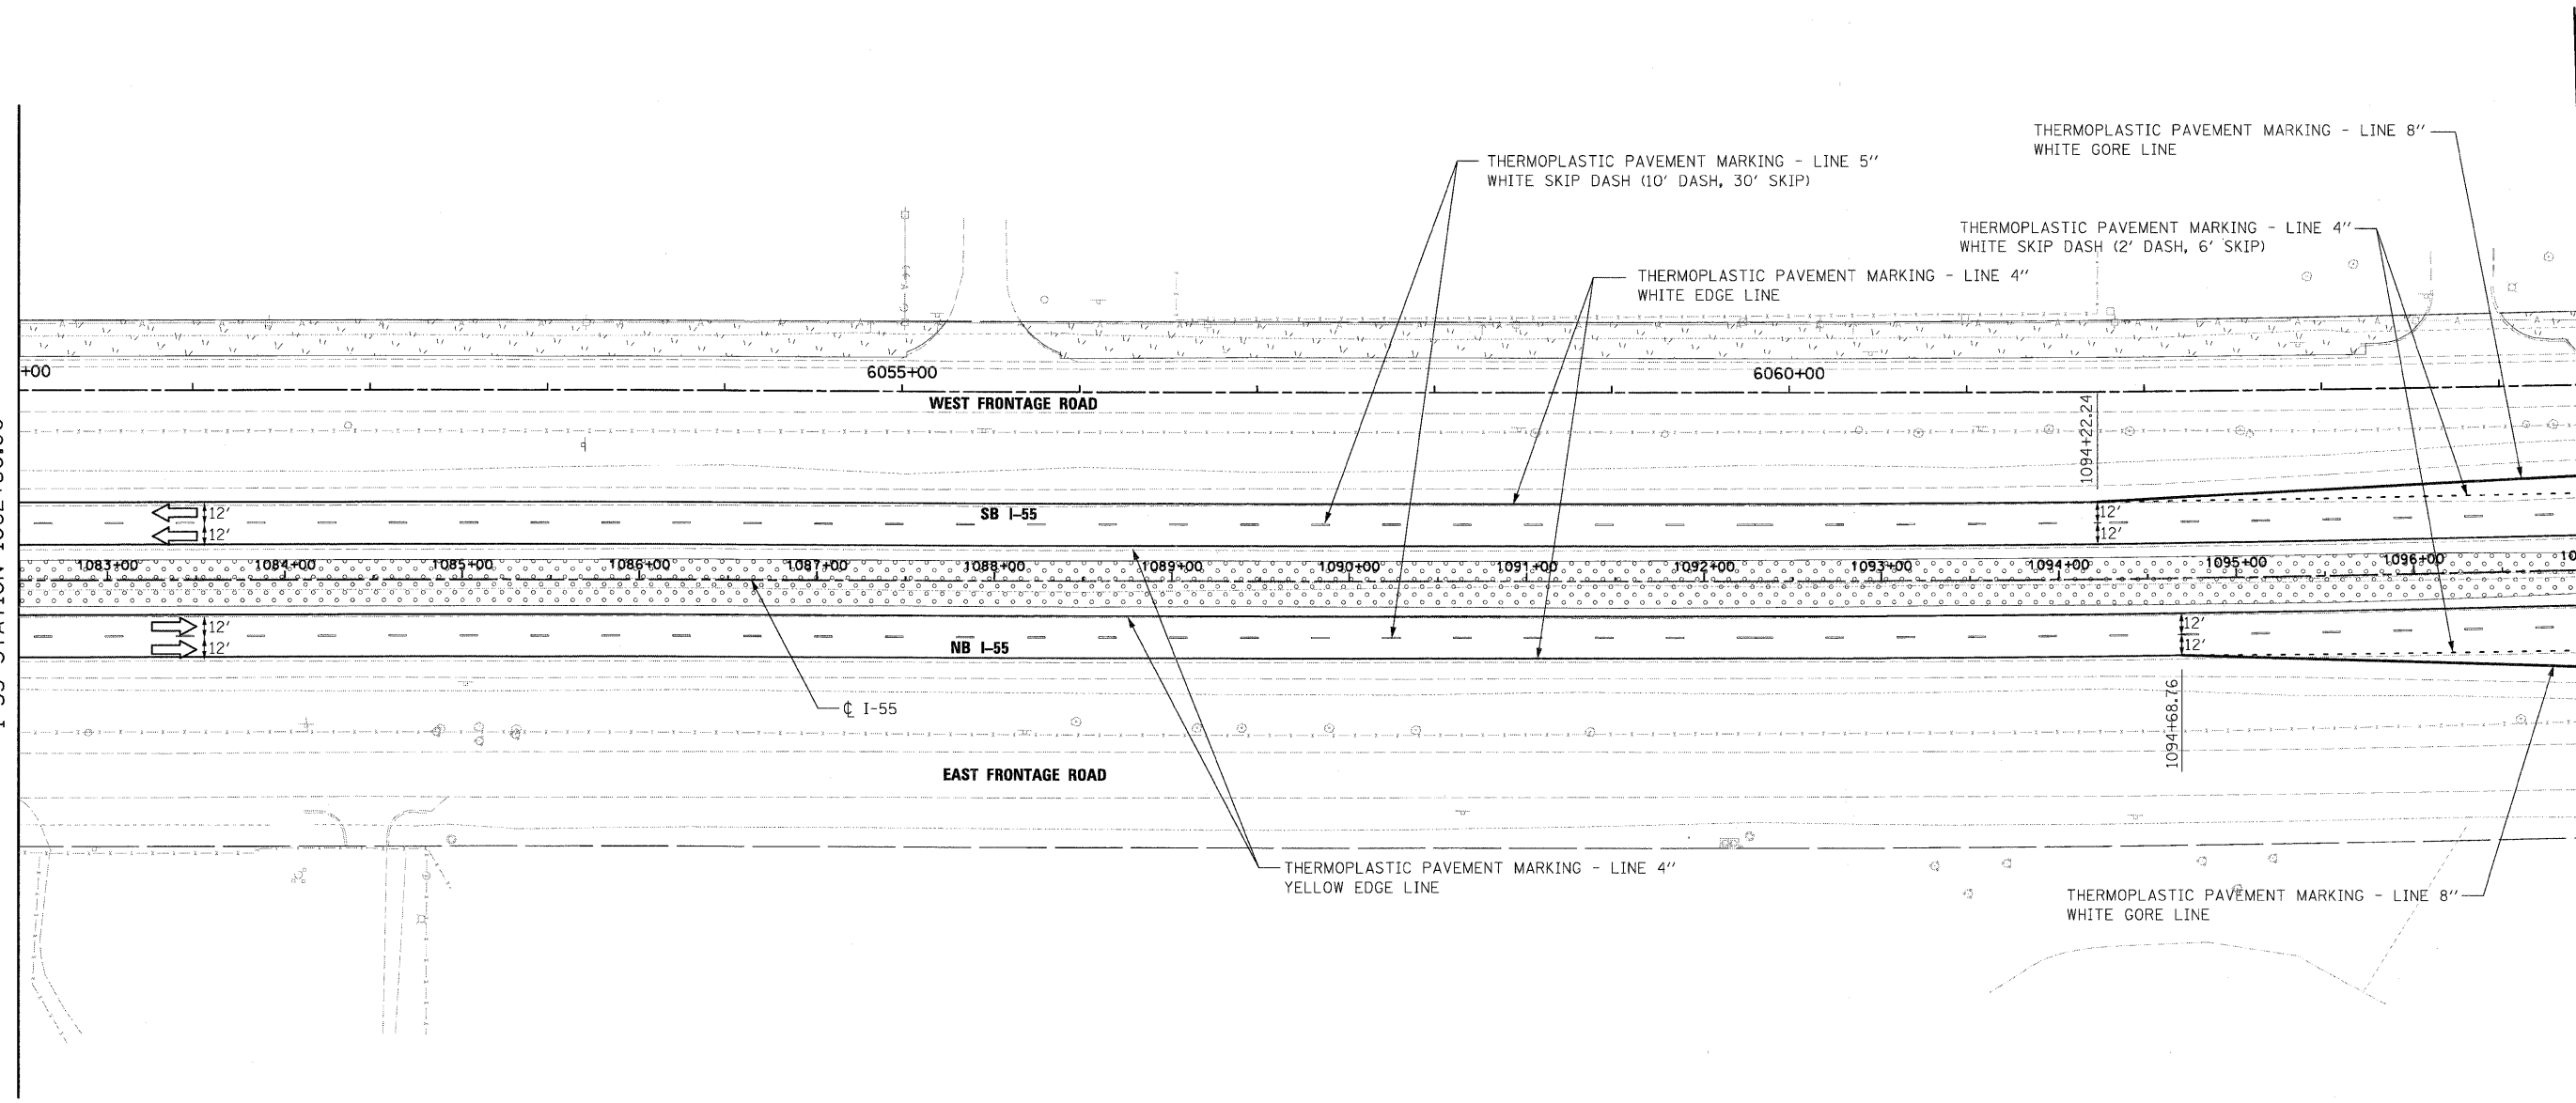 THERMOPLASTIC PAVEMENT MARKING - LINE 8"
WHITE GORE LINE
THERMOPLASTIC PAVEMENT MARKING - LINE 5"
WHITE SKIP DASH (10' DASH, 30' SKIP)
THERMOPLASTIC PAVEMENT MARKING - LINE 4"
WHITE SKIP DASH (2' DASH, 6' SKIP)
THERMOPLASTIC PAVEMENT MARKING - LINE 4"
WHITE EDGE LINE
+00
6055+00
6060+00
WEST FRONTAGE ROAD
1094+22.24
SB I-55
12'
12'
12'
12'
1083+00
1084+00
1085+00
1086+00
1087+00
1088+00
1089+00
1090+00
1091+00
1092+00
1093+00
1094+00
1095+00
1096+00
10
12'
12'
12'
12'
NB I-55
1094+68.76
℄ I-55
EAST FRONTAGE ROAD
THERMOPLASTIC PAVEMENT MARKING - LINE 4"
YELLOW EDGE LINE
THERMOPLASTIC PAVEMENT MARKING - LINE 8"
WHITE GORE LINE